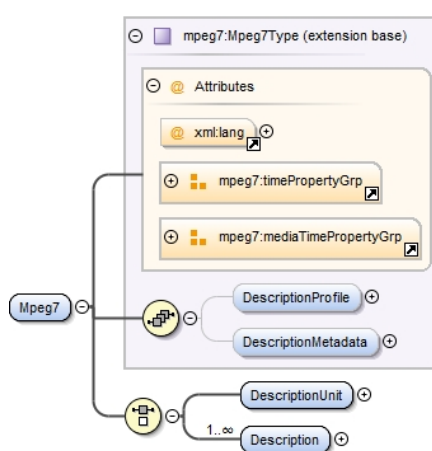 mpeg7:Mpeg7Type (extension base)
@ Attributes
@ xml:lang
mpeg7:timePropertyGrp
mpeg7:mediaTimePropertyGrp
Mpeg7
DescriptionProfile
DescriptionMetadata
DescriptionUnit
1..∞
Description